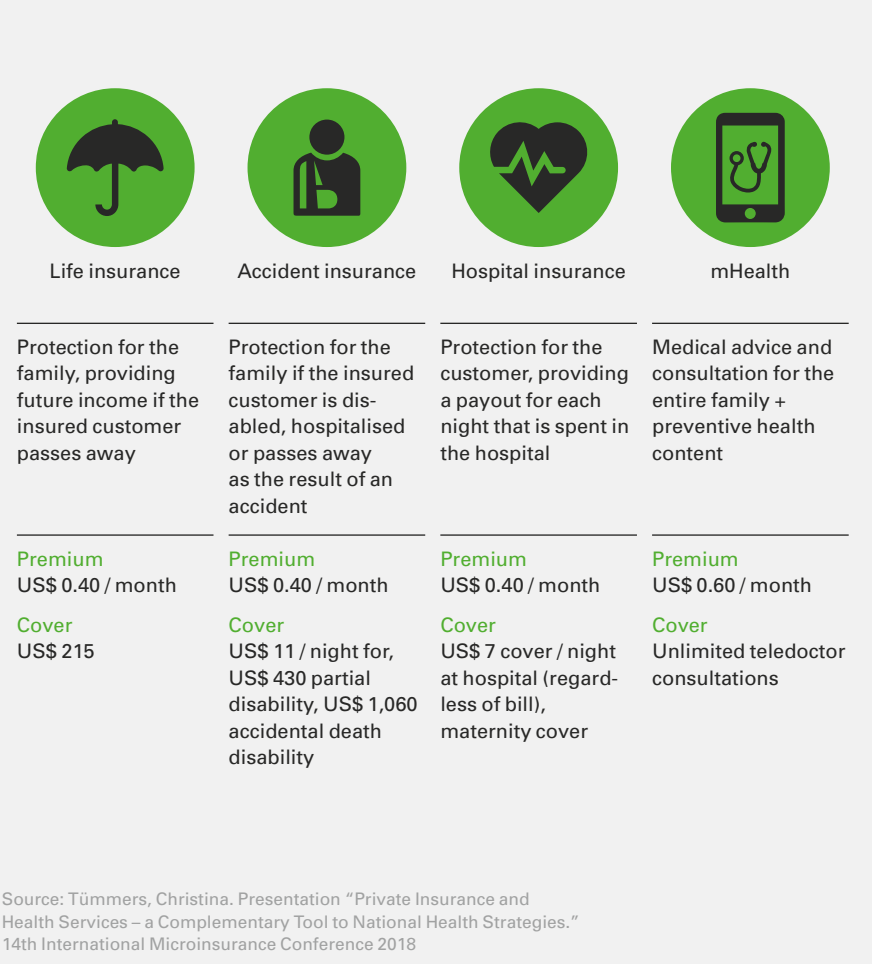 Life insurance
Accident insurance
Hospital insurance
mHealth
Protection for the
family, providing
future income if the
insured customer
passes away
Protection for the
family if the insured
customer is dis-
abled, hospitalised
or passes away
as the result of an
accident
Protection for the
customer, providing
a payout for each
night that is spent in
the hospital
Medical advice and
consultation for the
entire family +
preventive health
content
Premium
US$ 0.40 / month
Cover
US$ 215
Premium
US$ 0.40 / month
Cover
US$ 11 / night for,
US$ 430 partial
disability, US$ 1,060
accidental death
disability
Premium
US$ 0.40 / month
Cover
US$ 7 cover / night
at hospital (regard-
less of bill),
maternity cover
Premium
US$ 0.60 / month
Cover
Unlimited teledoctor
consultations
Source: Tümmers, Christina. Presentation “Private Insurance and
Health Services – a Complementary Tool to National Health Strategies.”
14th International Microinsurance Conference 2018